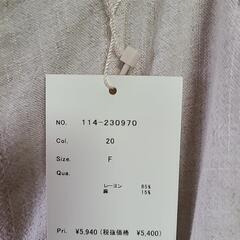 NO. 114-230970
Col. 20
Size. F
Qua.
レーヨン 85%
麻 15%
Pri. ¥5,940 (税抜価格 ¥5,400)